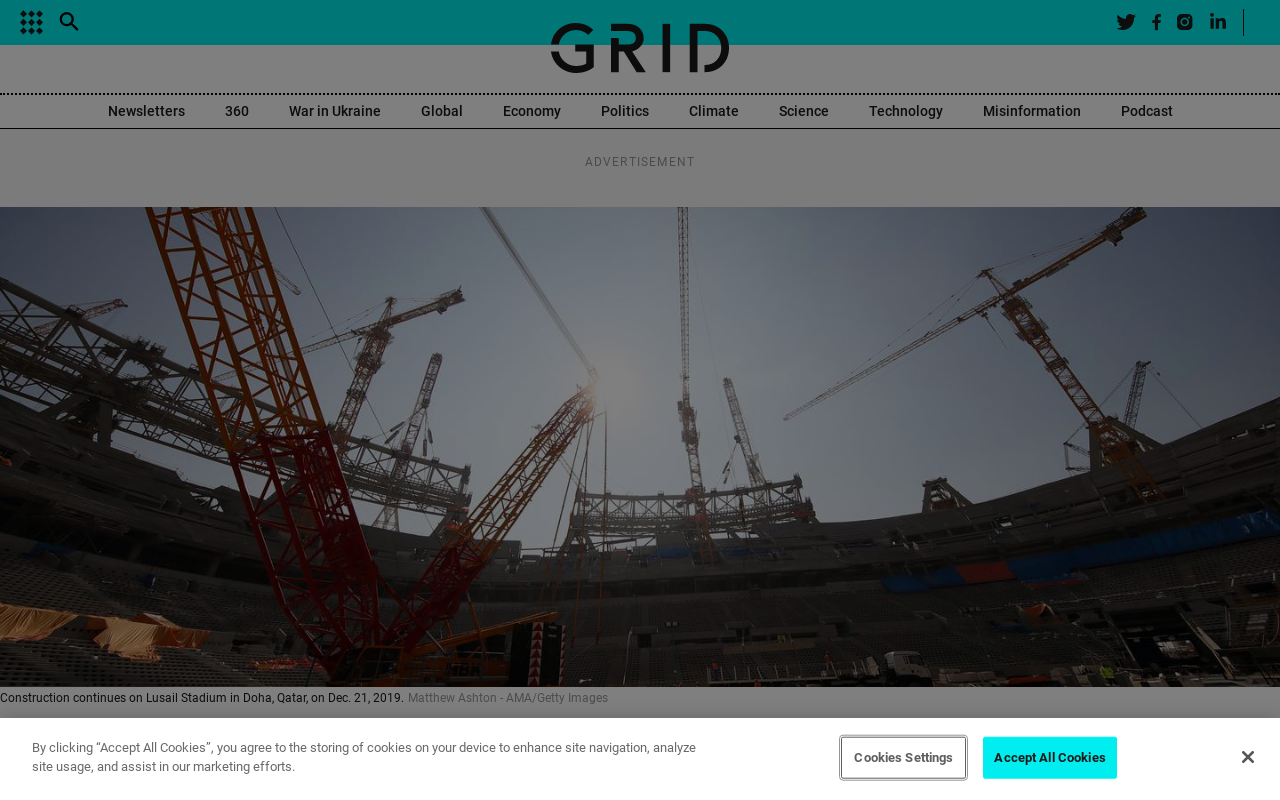 GRID
Newsletters 360 War in Ukraine Global Economy Politics Climate Science Technology Misinformation Podcast
ADVERTISEMENT
MBK
Construction continues on Lusail Stadium in Doha, Qatar, on Dec. 21, 2019. Matthew Ashton - AMA/Getty Images
By clicking “Accept All Cookies”, you agree to the storing of cookies on your device to enhance site navigation, analyze
site usage, and assist in our marketing efforts.
Cookies Settings
Accept All Cookies